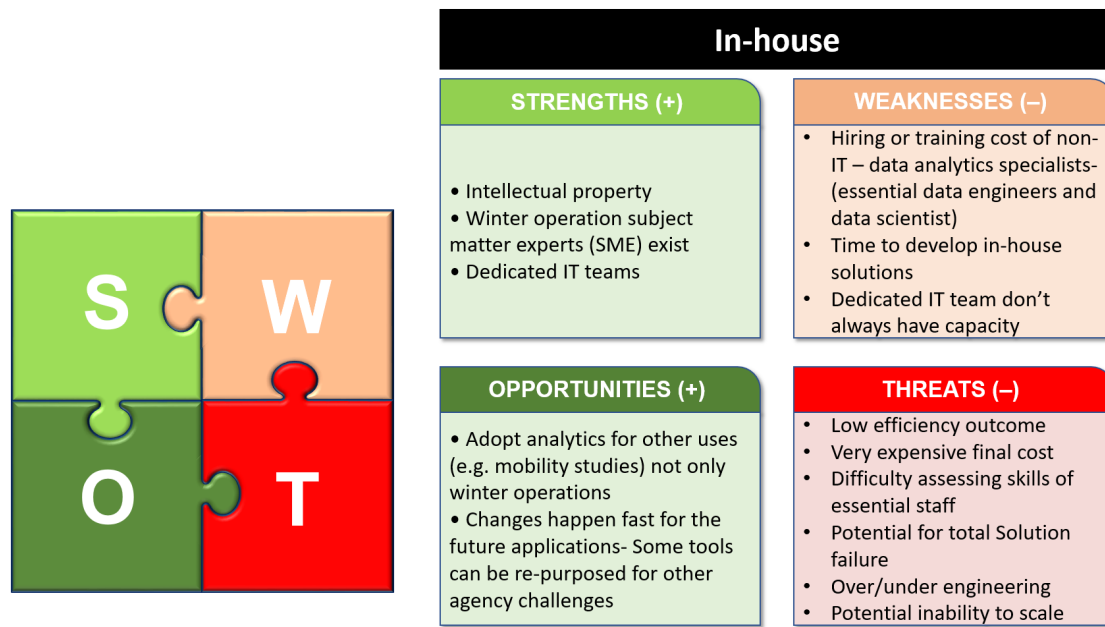 S
W
O
T
In-house
STRENGTHS (+)
• Intellectual property
• Winter operation subject
matter experts (SME) exist
• Dedicated IT teams
WEAKNESSES (–)
• Hiring or training cost of non-
IT – data analytics specialists-
(essential data engineers and
data scientist)
• Time to develop in-house
solutions
• Dedicated IT team don’t
always have capacity
OPPORTUNITIES (+)
• Adopt analytics for other uses
(e.g. mobility studies) not only
winter operations
• Changes happen fast for the
future applications- Some tools
can be re-purposed for other
agency challenges
THREATS (–)
• Low efficiency outcome
• Very expensive final cost
• Difficulty assessing skills of
essential staff
• Potential for total Solution
failure
• Over/under engineering
• Potential inability to scale